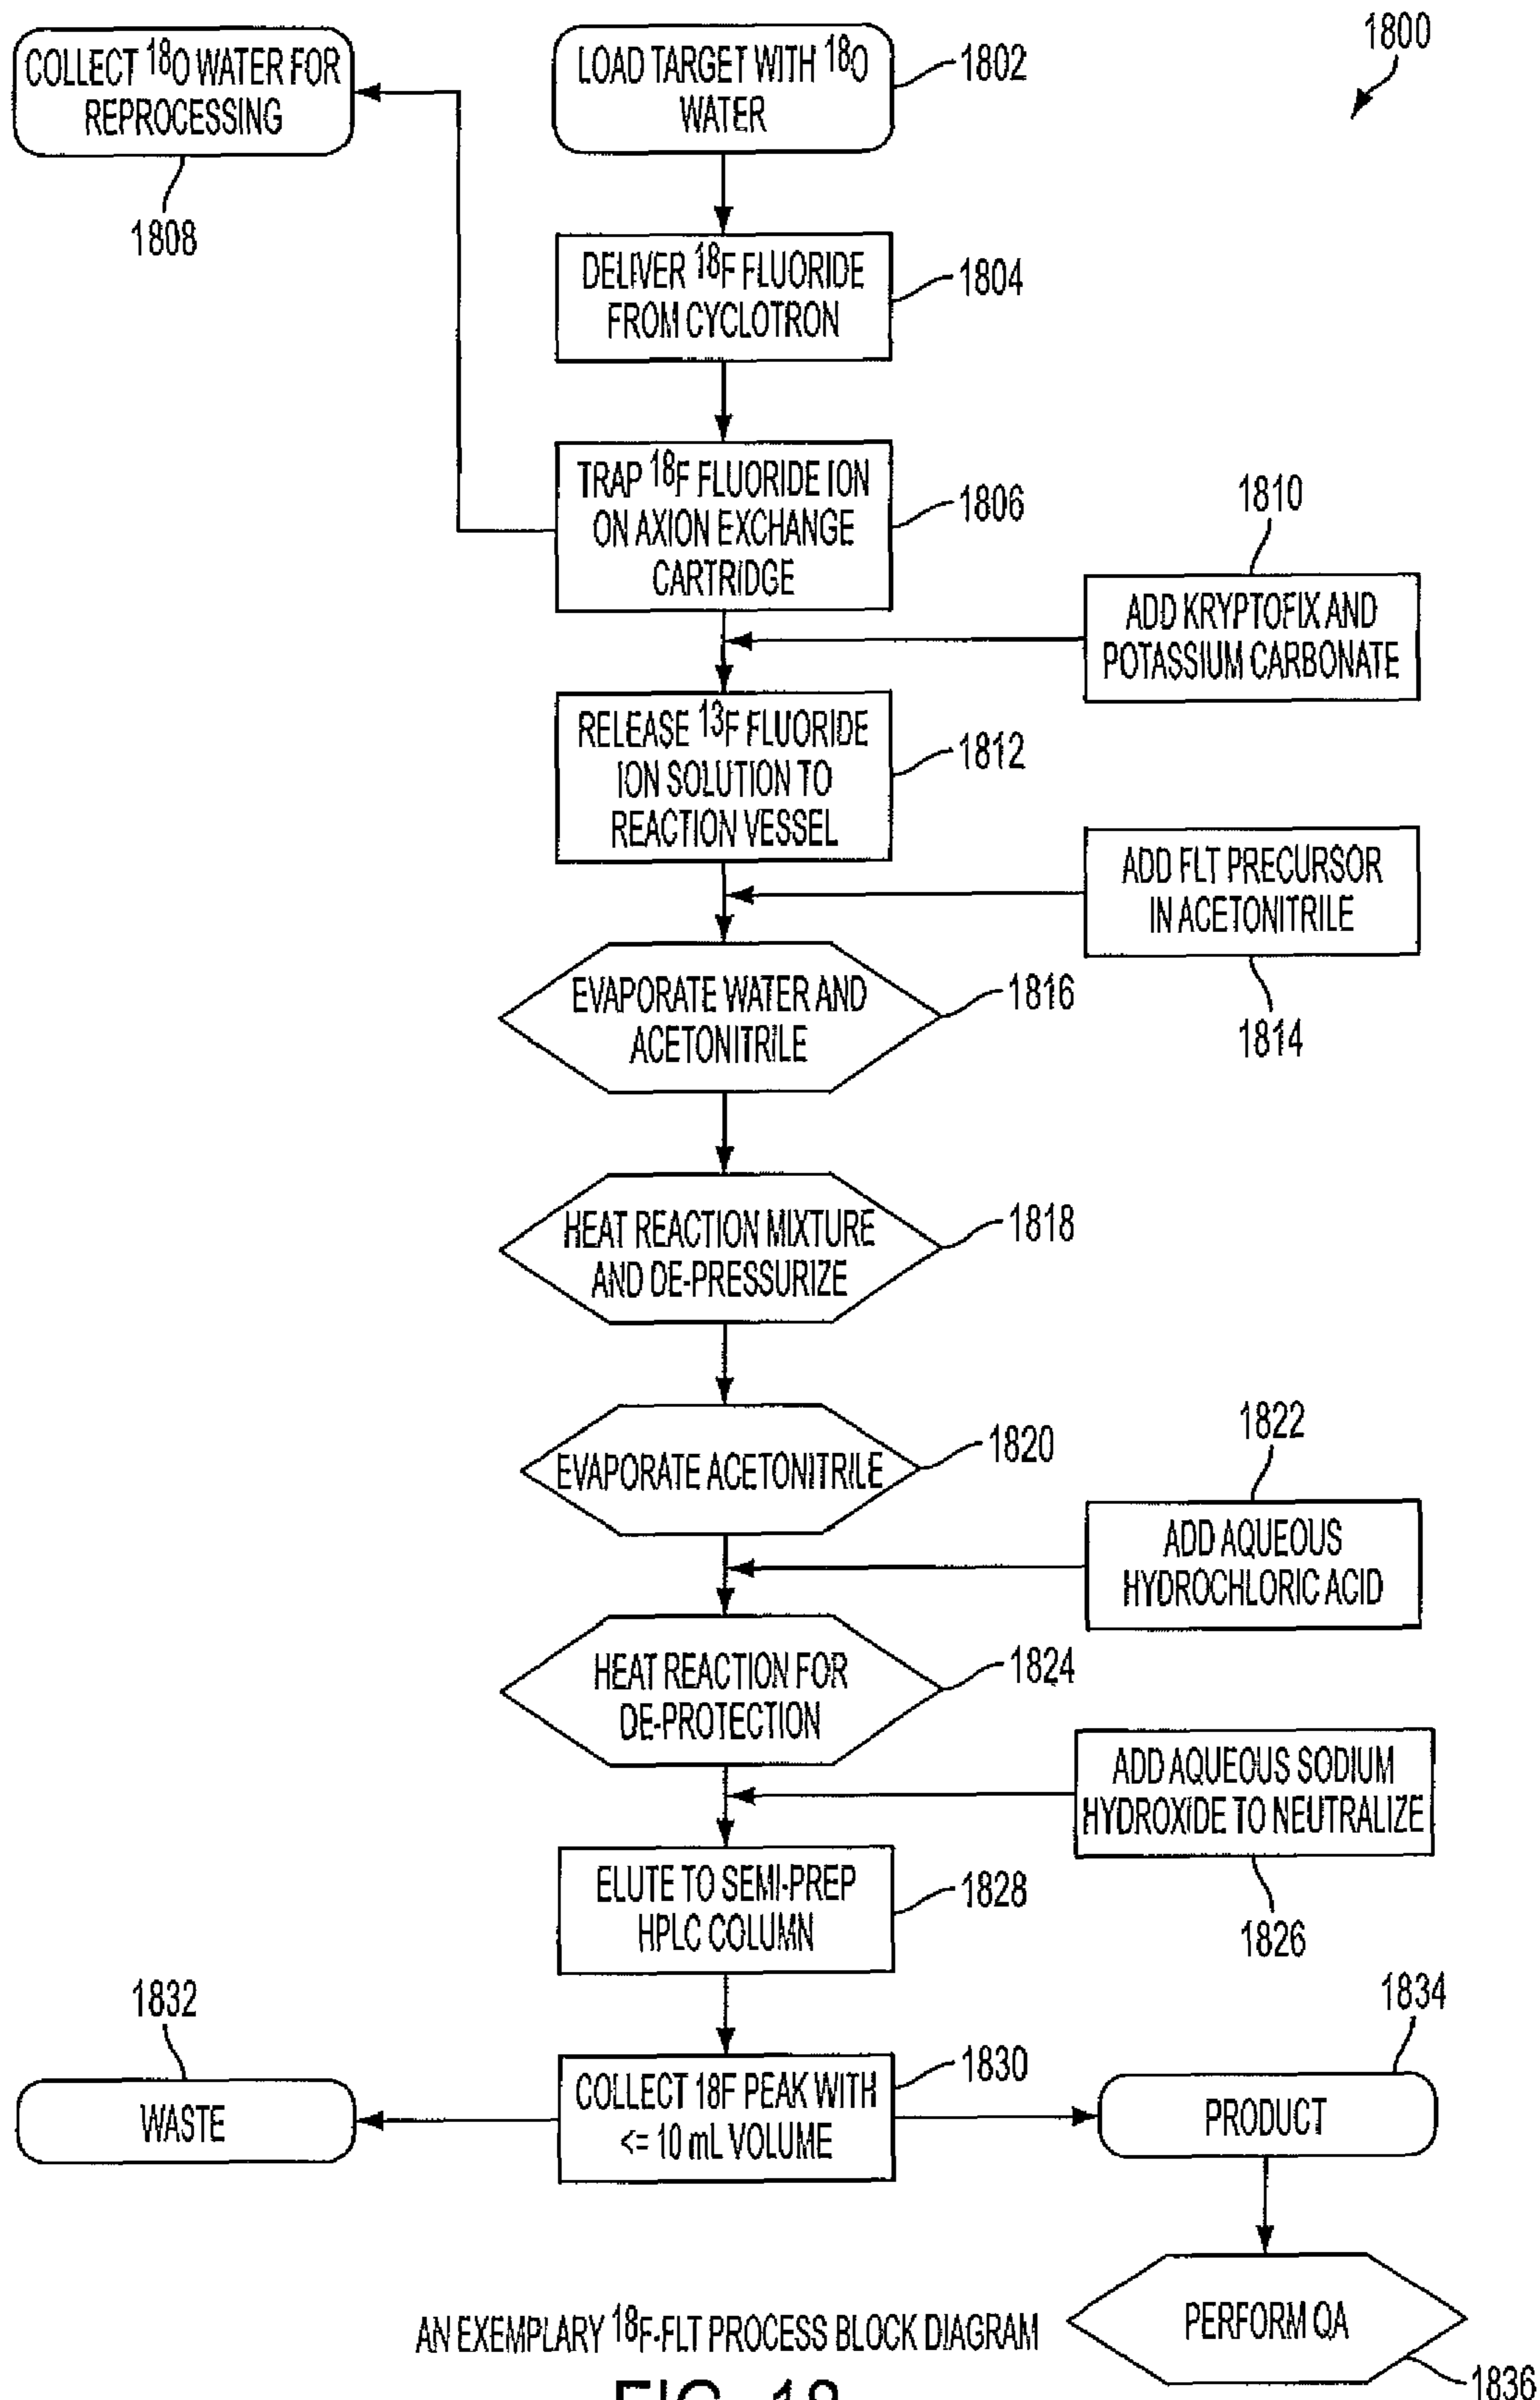 1800
COLLECT 18O WATER FOR
REPROCESSING
1808
LOAD TARGET WITH 18O
WATER
1802
DELIVER 18F FLUORIDE
FROM CYCLOTRON
1804
TRAP 18F FLUORIDE ION
ON AXION EXCHANGE
CARTRIDGE
1806
1810
ADD KRYPTOFIX AND
POTASSIUM CARBONATE
RELEASE 13F FLUORIDE
ION SOLUTION TO
REACTION VESSEL
1812
ADD FLT PRECURSOR
IN ACETONITRILE
1814
EVAPORATE WATER AND
ACETONITRILE
1816
HEAT REACTION MIXTURE
AND DE-PRESSURIZE
1818
EVAPORATE ACETONITRILE
1820
1822
ADD AQUEOUS
HYDROCHLORIC ACID
HEAT REACTION FOR
DE-PROTECTION
1824
ADD AQUEOUS SODIUM
HYDROXIDE TO NEUTRALIZE
1826
ELUTE TO SEMI-PREP
HPLC COLUMN
1828
1832
WASTE
COLLECT 18F PEAK WITH
<= 10 mL VOLUME
1830
1834
PRODUCT
PERFORM QA
1836
AN EXEMPLARY 18F-FLT PROCESS BLOCK DIAGRAM
FIG. 18